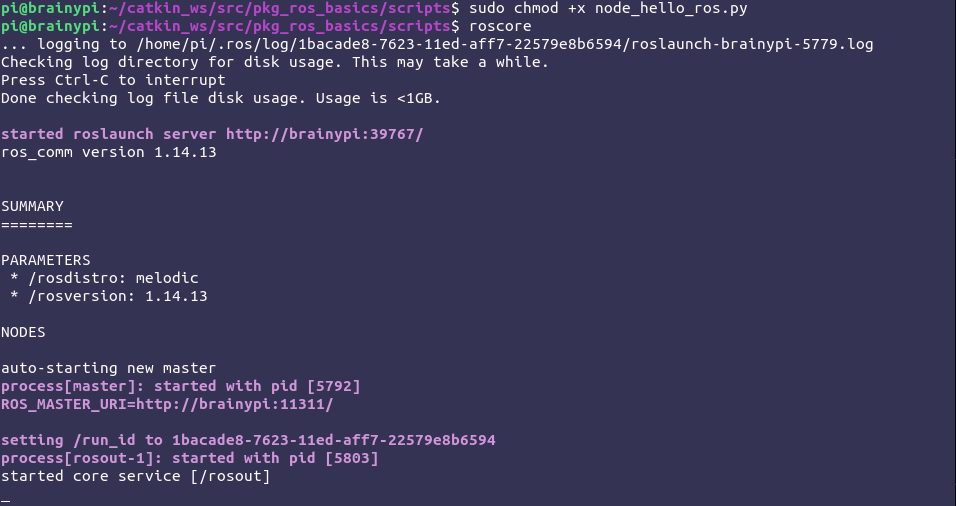 pi@brainypi:~/catkin_ws/src/pkg_ros_basics/scripts$ sudo chmod +x node_hello_ros.py
pi@brainypi:~/catkin_ws/src/pkg_ros_basics/scripts$ roscore
... logging to /home/pi/.ros/log/1bacade8-7623-11ed-aff7-22579e8b6594/roslaunch-brainypi-5779.log
Checking log directory for disk usage. This may take a while.
Press Ctrl-C to interrupt
Done checking log file disk usage. Usage is <1GB.

started roslaunch server http://brainypi:39767/
ros_comm version 1.14.13


SUMMARY
========

PARAMETERS
 * /rosdistro: melodic
 * /rosversion: 1.14.13

NODES

auto-starting new master
process[master]: started with pid [5792]
ROS_MASTER_URI=http://brainypi:11311/

setting /run_id to 1bacade8-7623-11ed-aff7-22579e8b6594
process[rosout-1]: started with pid [5803]
started core service [/rosout]
_